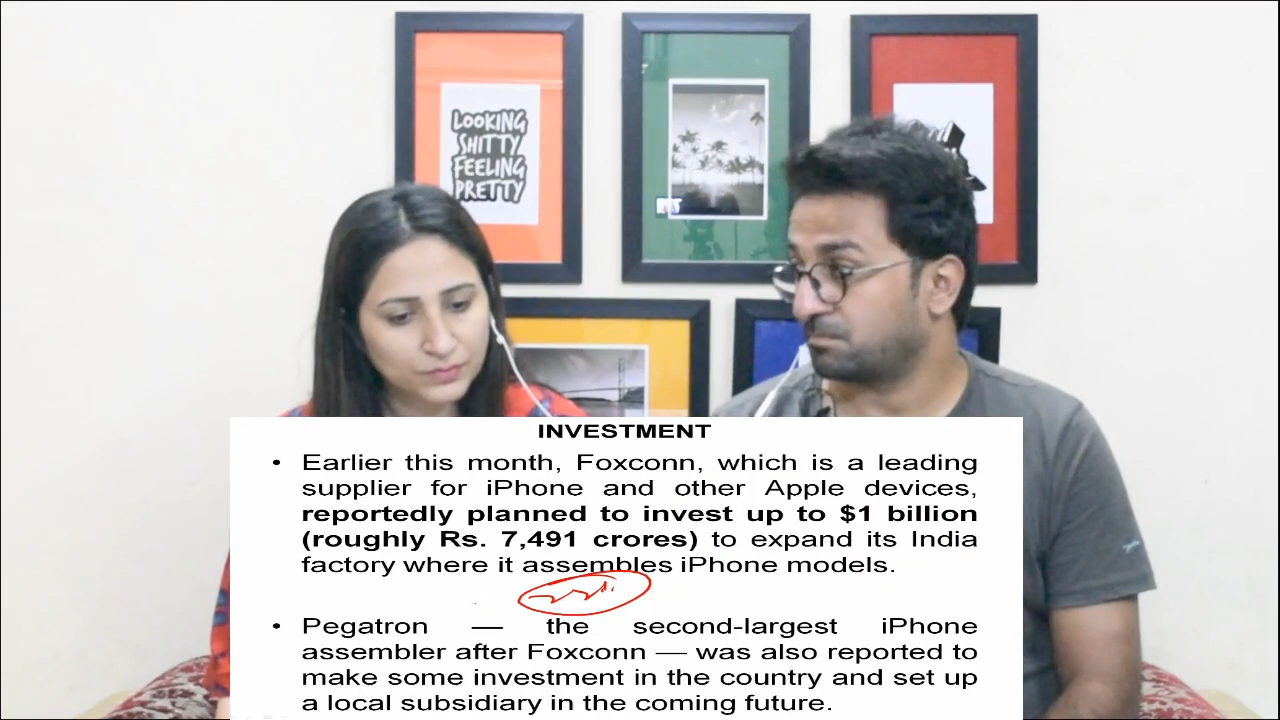 LOOKING
SHITTY
FEELING
PRETTY
INVESTMENT
• Earlier this month, Foxconn, which is a leading
supplier for iPhone and other Apple devices,
reportedly planned to invest up to $1 billion
(roughly Rs. 7,491 crores) to expand its India
factory where it assembles iPhone models.
• Pegatron — the second-largest iPhone
assembler after Foxconn — was also reported to
make some investment in the country and set up
a local subsidiary in the coming future.